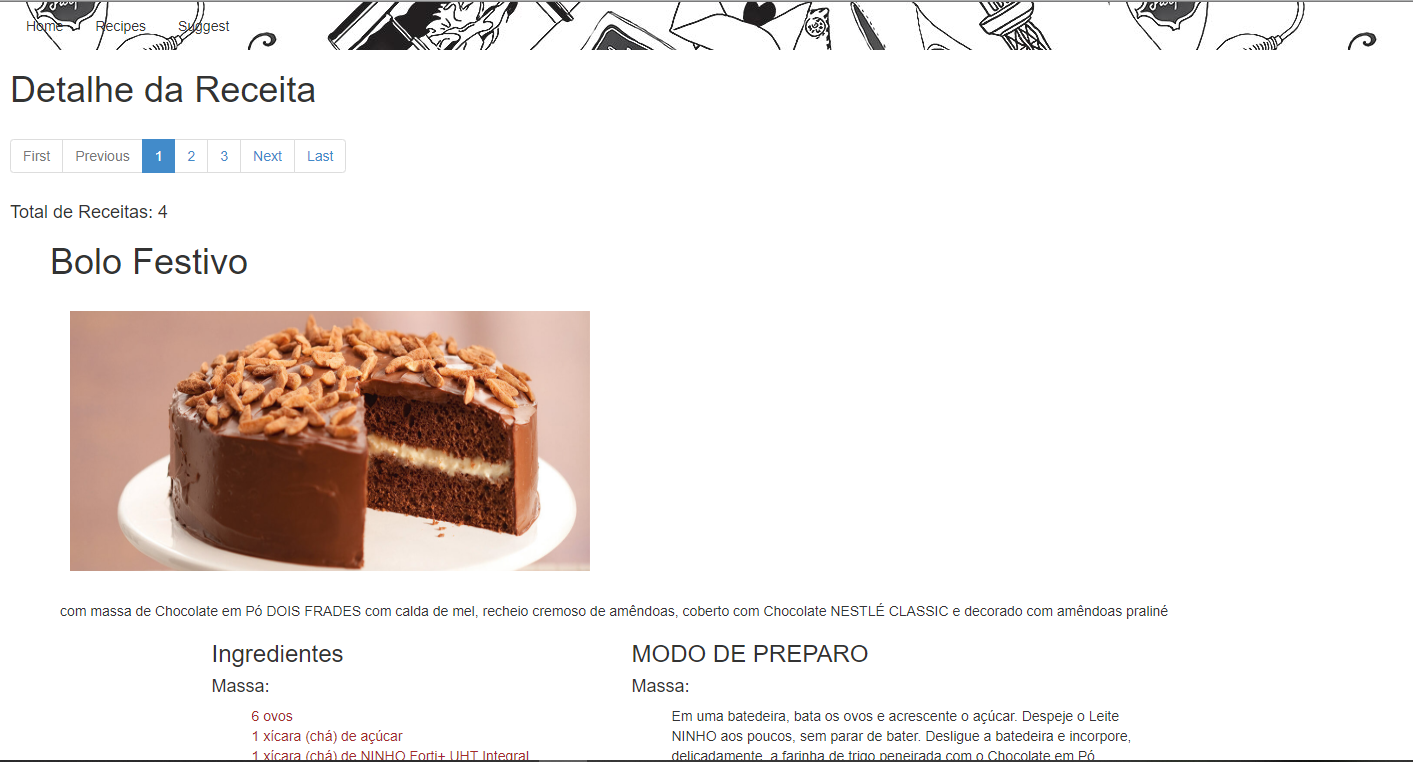 Home
Recipes
Suggest
Detalhe da Receita
First
Previous
1
2
3
Next
Last
Total de Receitas: 4
Bolo Festivo
com massa de Chocolate em Pó DOIS FRADES com calda de mel, recheio cremoso de amêndoas, coberto com Chocolate NESTLÉ CLASSIC e decorado com amêndoas praliné
Ingredientes
Massa:
6 ovos
1 xícara (chá) de açúcar
1 xícara (chá) de NINHO Forti+ UHT Integral
MODO DE PREPARO
Massa:
Em uma batedeira, bata os ovos e acrescente o açúcar. Despeje o Leite
NINHO aos poucos, sem parar de bater. Desligue a batedeira e incorpore,
delicadamente, a farinha de trigo peneirada com o Chocolate em Pó